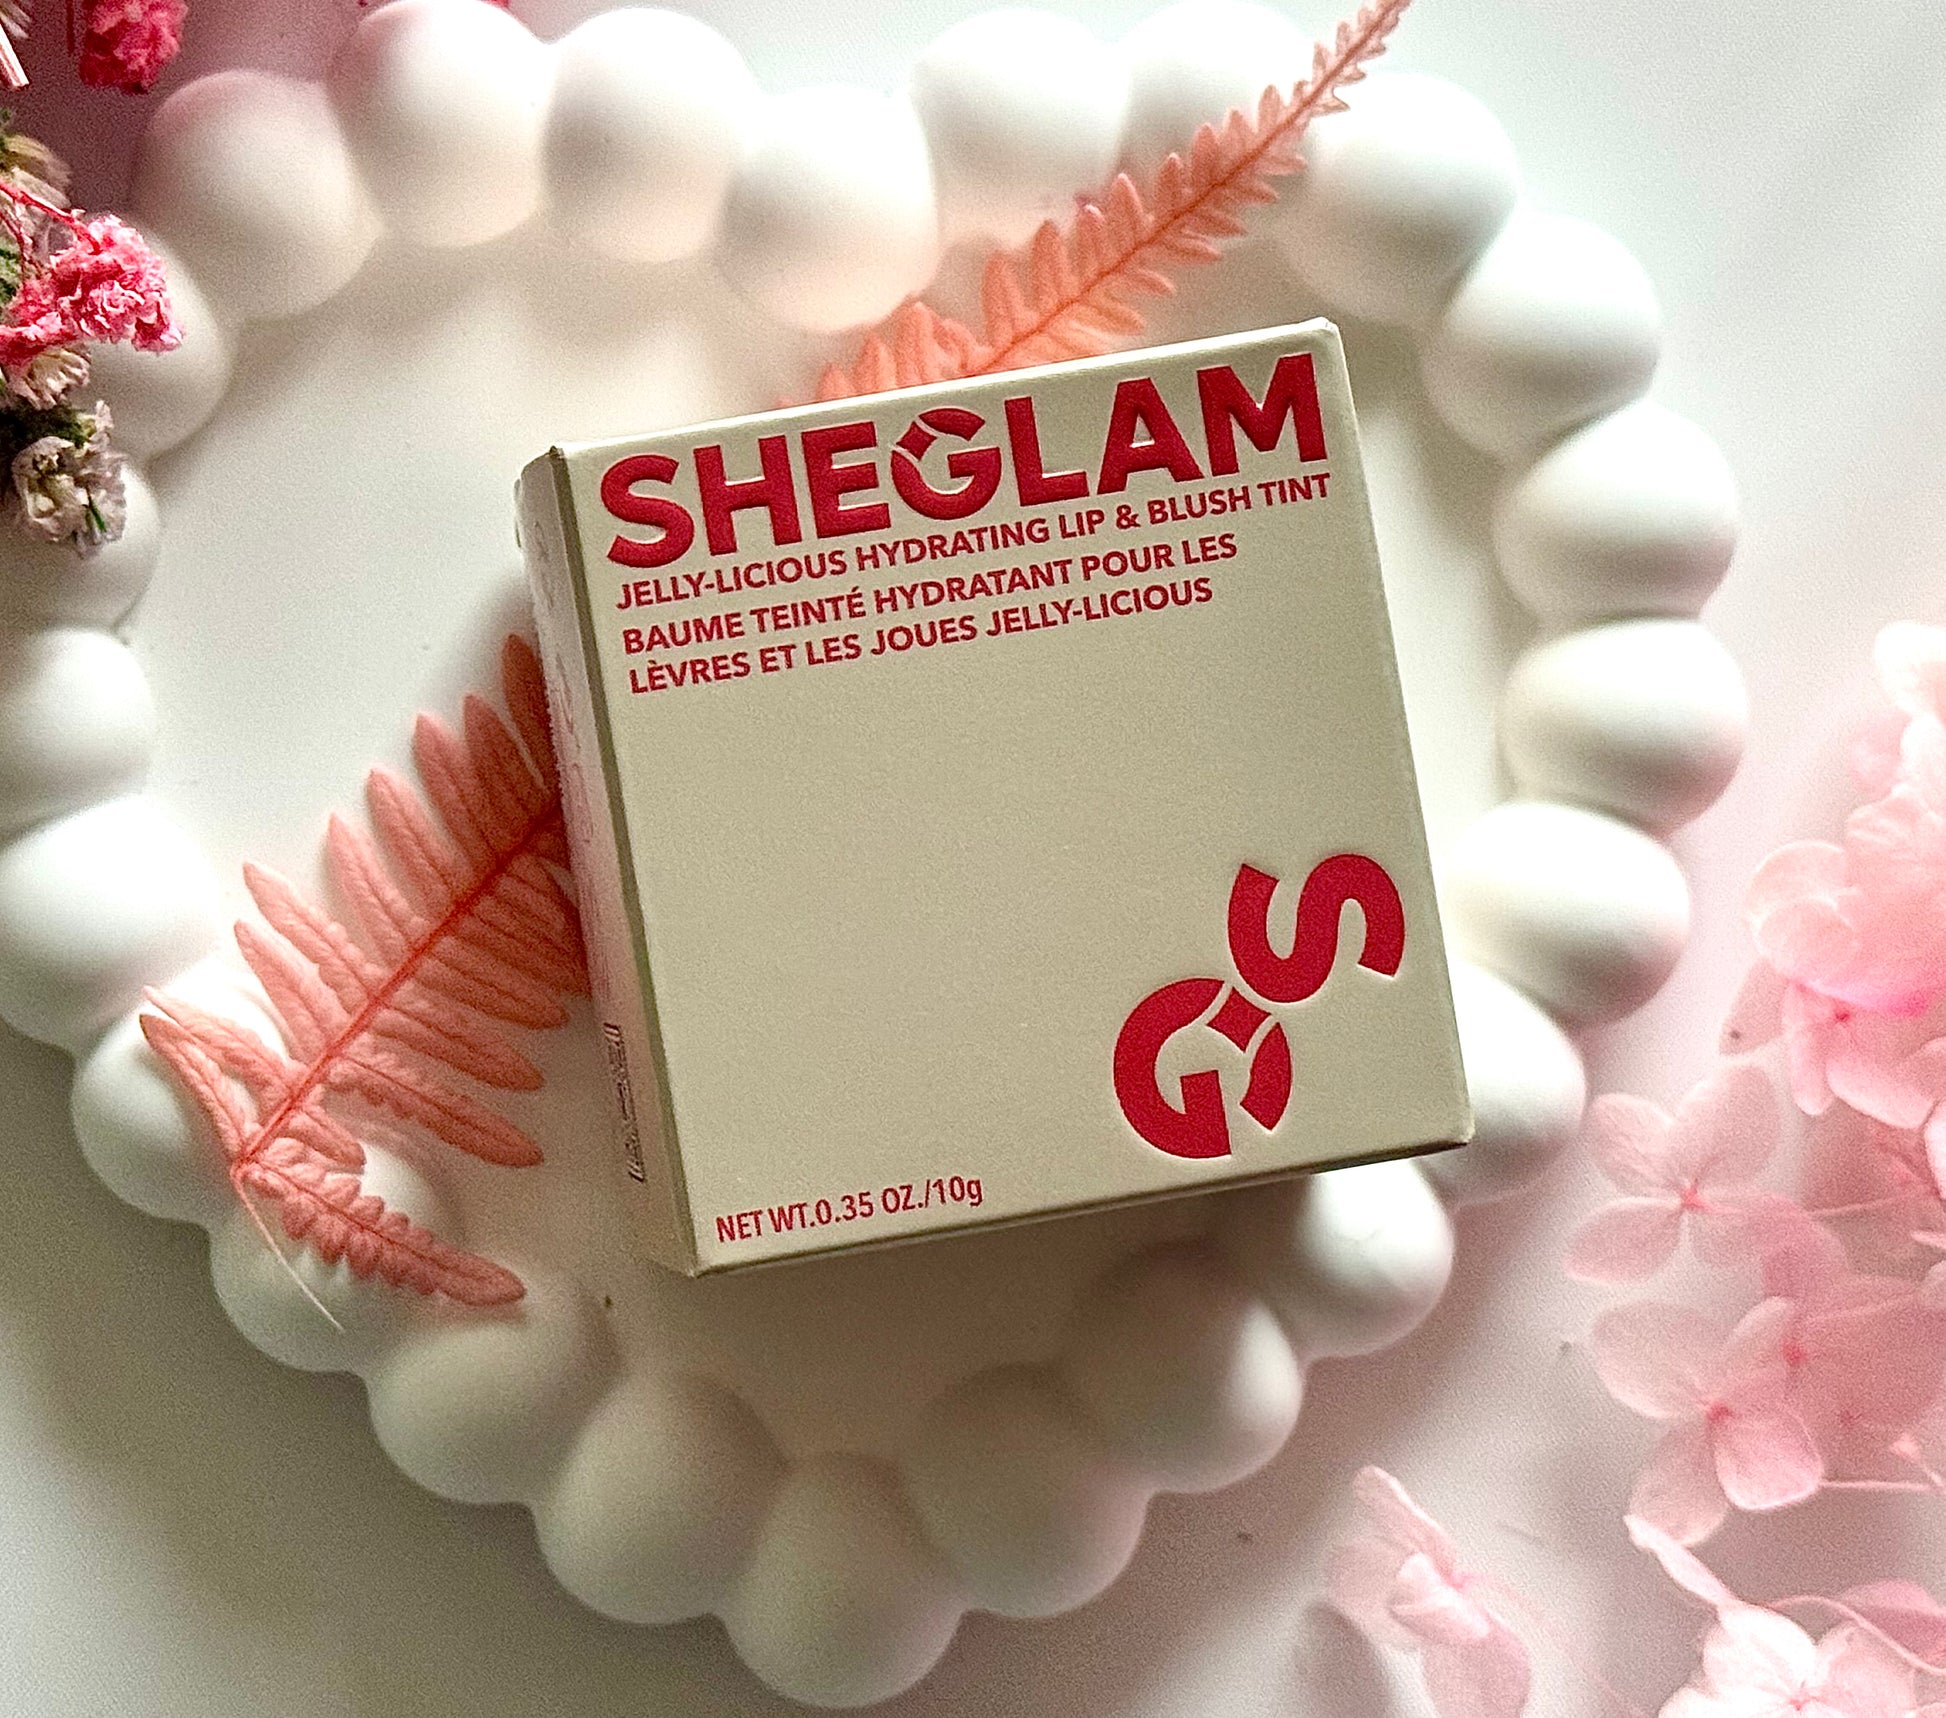 SHEGLAM
JELLY-LICIOUS HYDRATING LIP & BLUSH TINT
BAUME TEINTÉ HYDRATANT POUR LES
LÈVRES ET LES JOUES JELLY-LICIOUS
GS
NET WT.0.35 OZ./10g